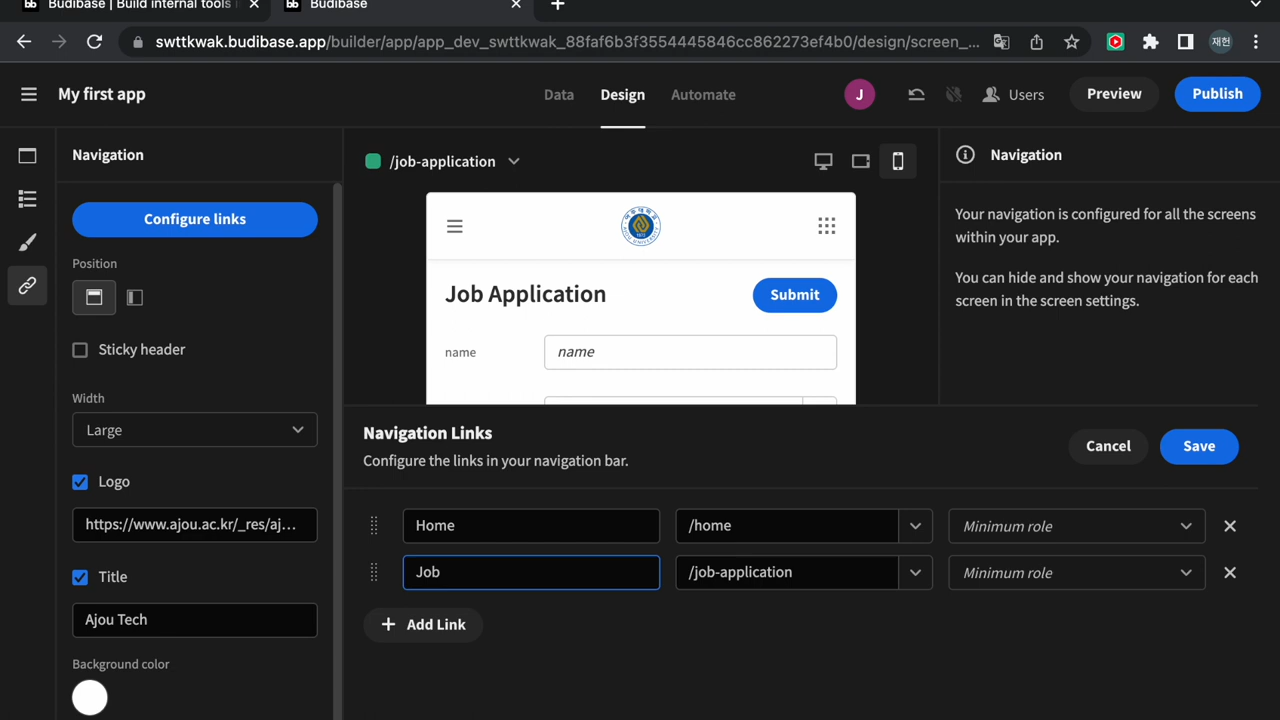 Budibase | Build internal tools i
Budibase
swttkwak.budibase.app/builder/app/app_dev_swttkwak_88faf6b3f3554445846cc862273ef4b0/design/screen_...
재헌
My first app
Data
Design
Automate
J
Users
Preview
Publish
Navigation
/job-application
Navigation
Configure links
Your navigation is configured for all the screens
within your app.
You can hide and show your navigation for each
screen in the screen settings.
Position
Sticky header
Width
Large
Logo
https://www.ajou.ac.kr/_res/aj...
Title
Ajou Tech
Background color
Job Application
Submit
name
name
Navigation Links
Configure the links in your navigation bar.
Cancel
Save
Home
/home
Minimum role
Job
/job-application
Minimum role
Add Link